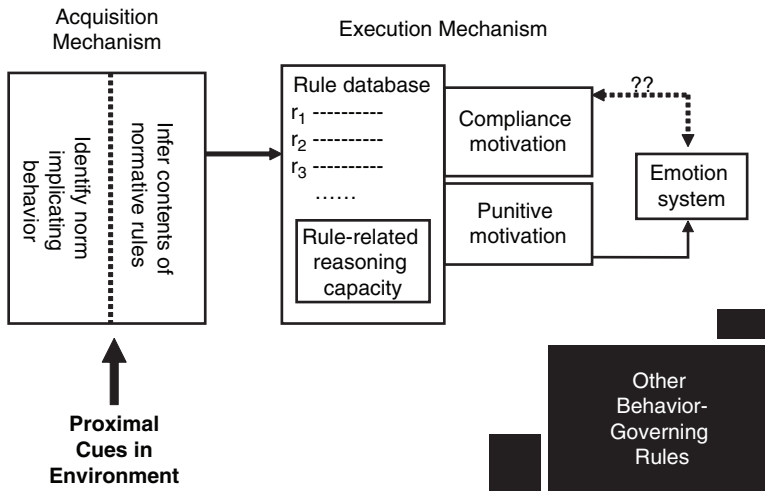 Acquisition
Mechanism
Execution Mechanism
Identify norm
implicating
behavior
Infer contents of
normative rules
Rule database
r1 ----------
r2 ----------
r3 ----------
......
Rule-related
reasoning
capacity
Compliance
motivation
Punitive
motivation
??
Emotion
system
Proximal
Cues in
Environment
Other
Behavior-
Governing
Rules